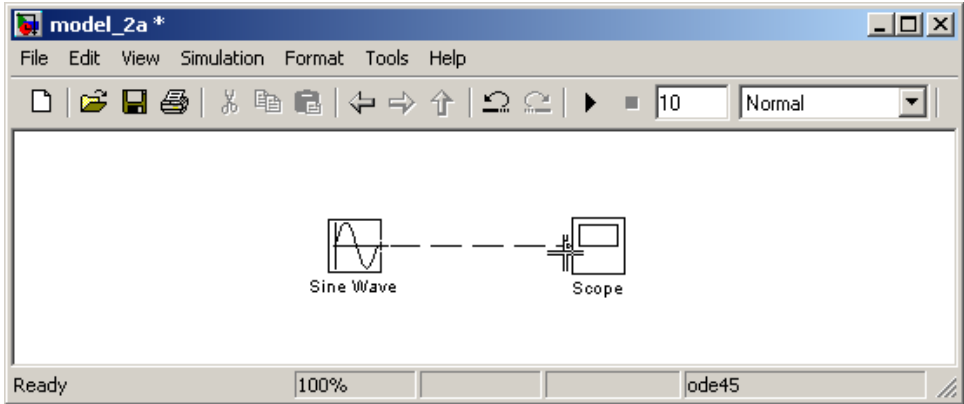 model_2a *
File Edit View Simulation Format Tools Help
10 Normal
Sine Wave
Scope
Ready 100% ode45